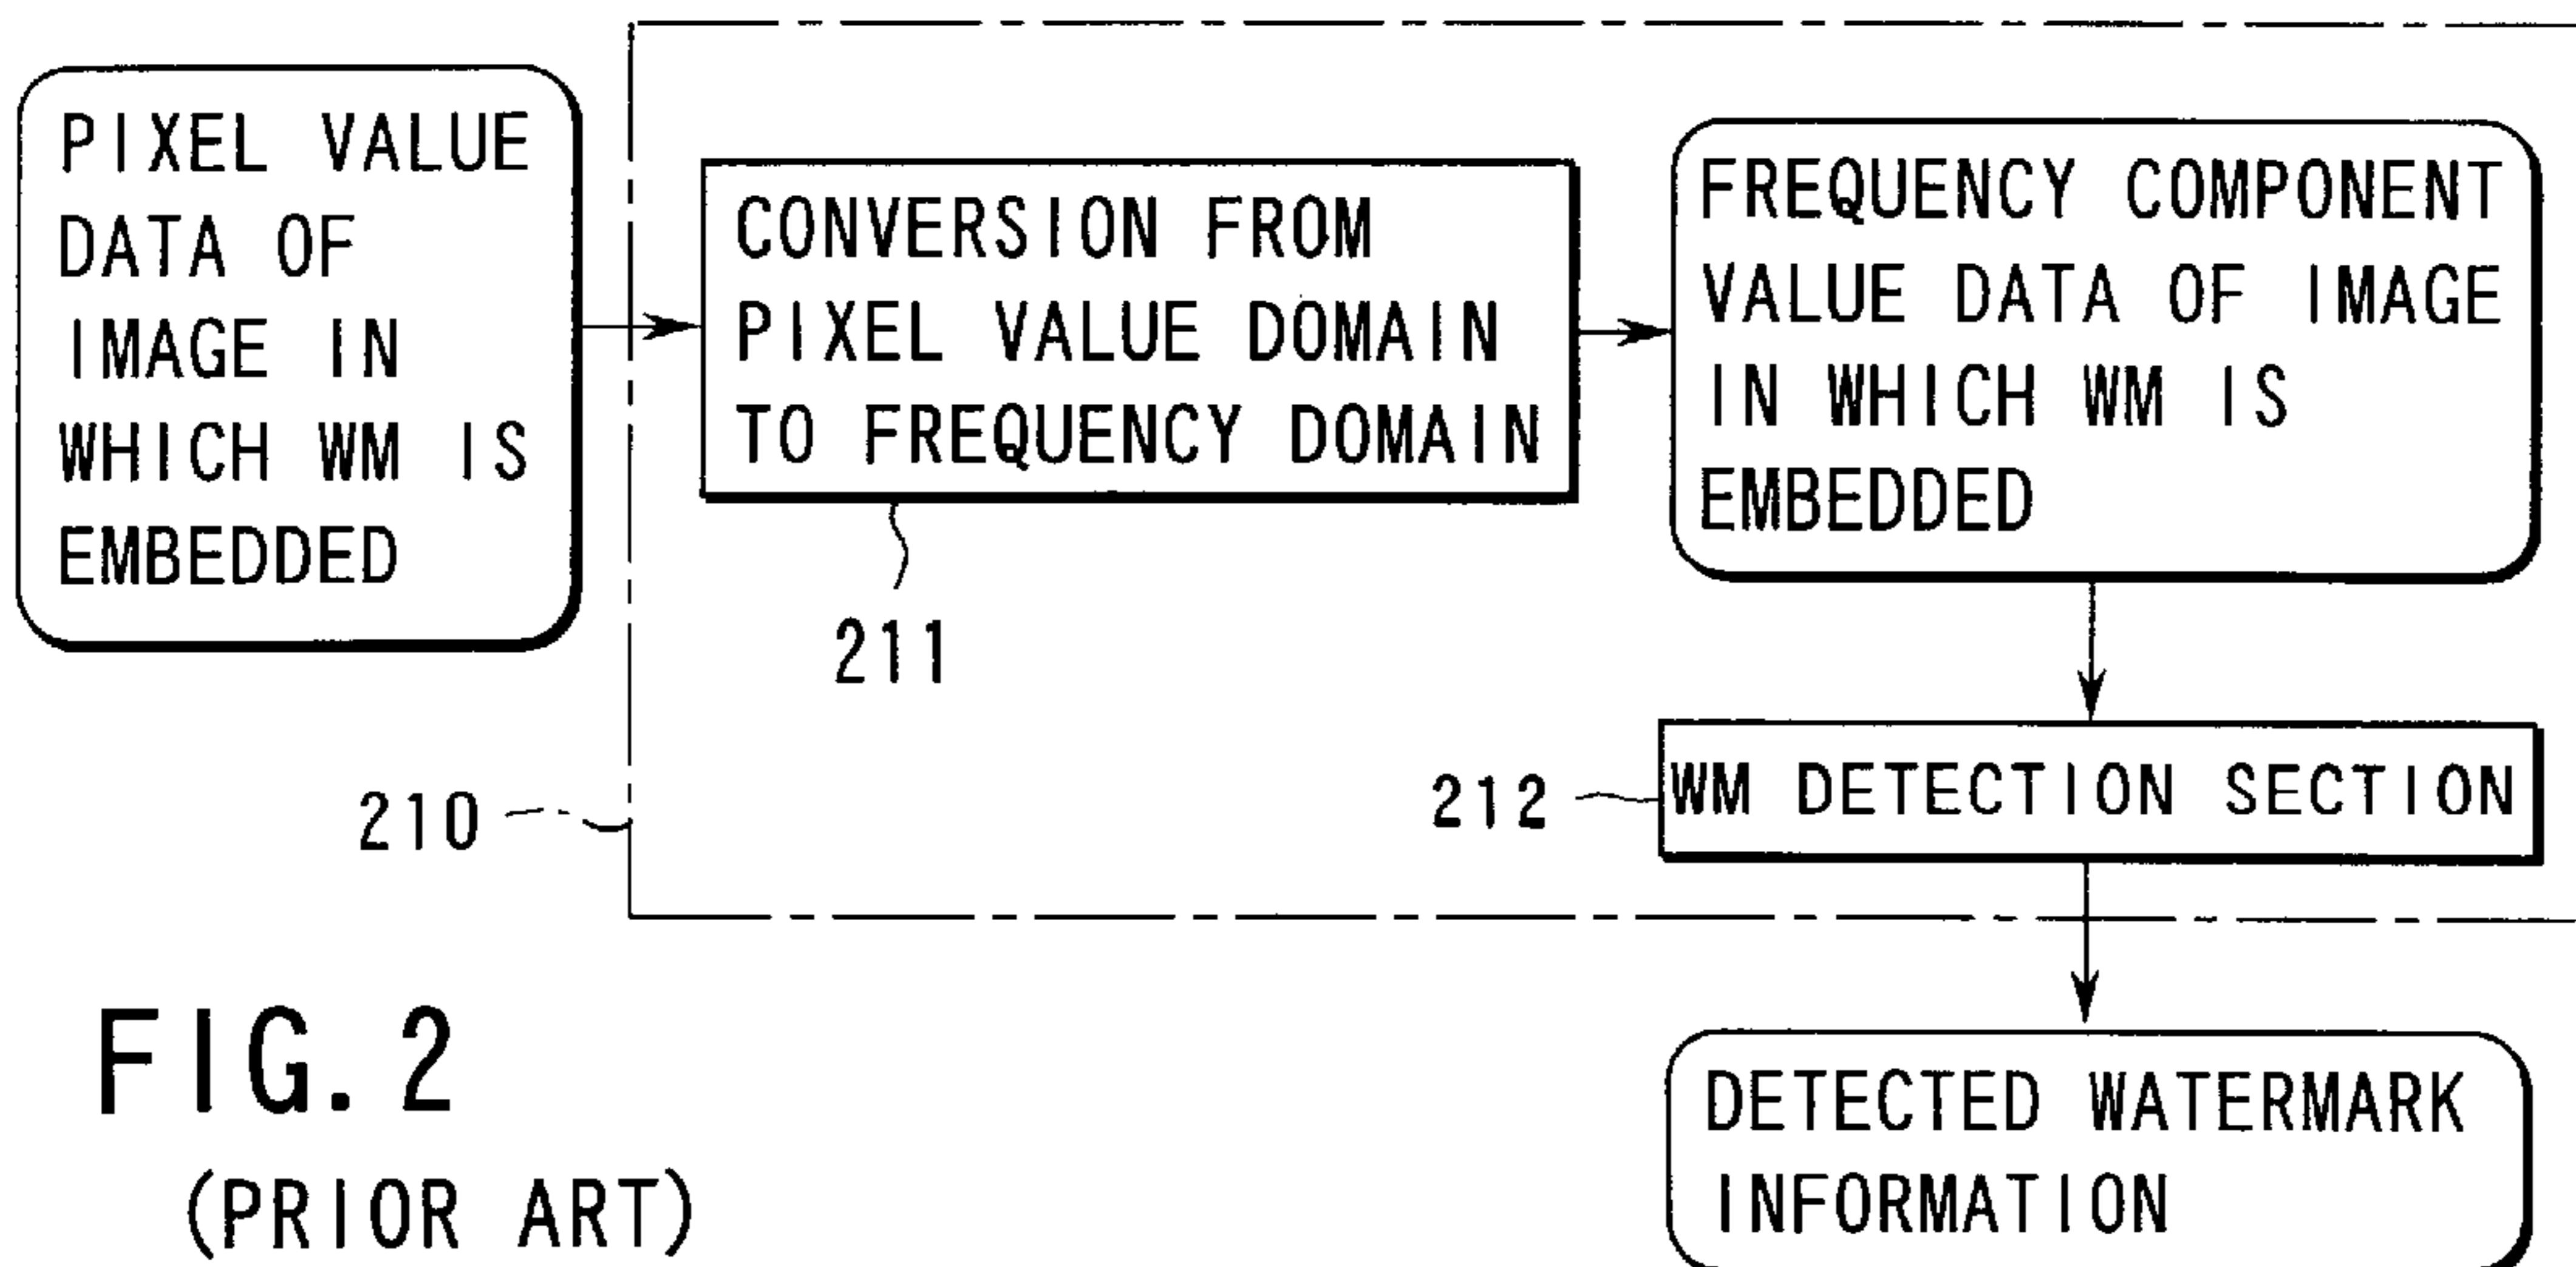 PIXEL VALUE
DATA OF
IMAGE IN
WHICH WM IS
EMBEDDED
CONVERSION FROM
PIXEL VALUE DOMAIN
TO FREQUENCY DOMAIN
211
FREQUENCY COMPONENT
VALUE DATA OF IMAGE
IN WHICH WM IS
EMBEDDED
210
212
WM DETECTION SECTION
DETECTED WATERMARK
INFORMATION
FIG. 2
(PRIOR ART)